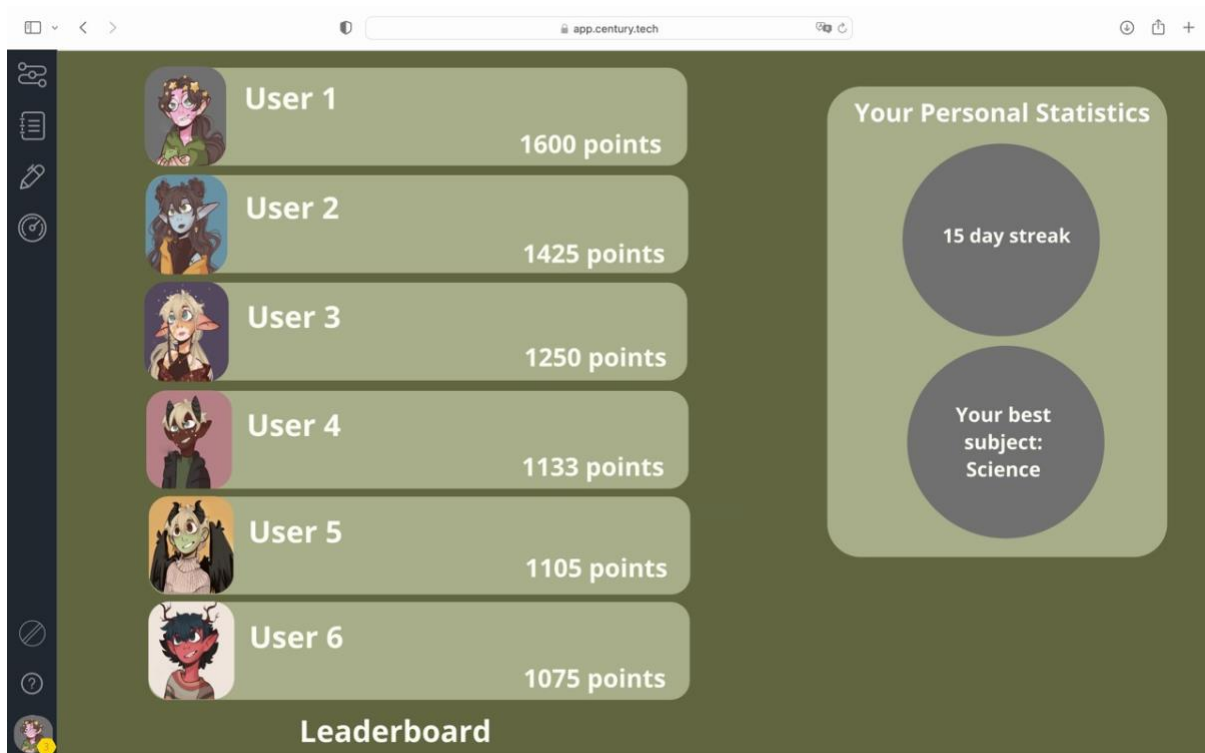 app.century.tech
User 1
1600 points
User 2
1425 points
User 3
1250 points
User 4
1133 points
User 5
1105 points
User 6
1075 points
Leaderboard
Your Personal Statistics
15 day streak
Your best
subject:
Science
3